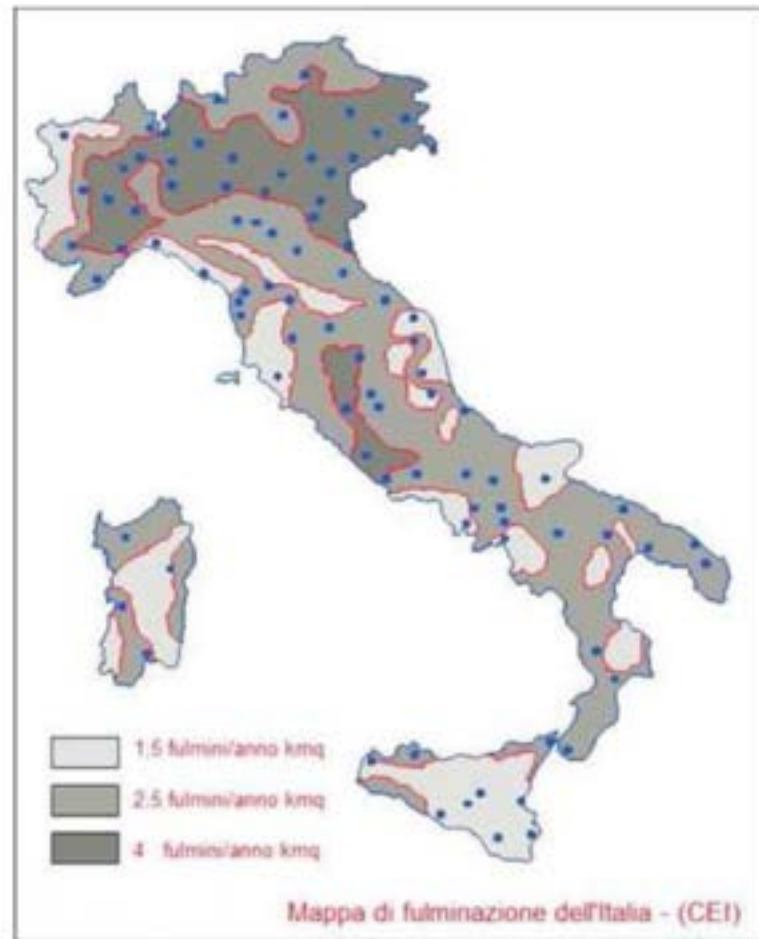 1.5 fulmini/anno kmq
2.5 fulmini/anno kmq
4 fulmini/anno kmq
Mappa di fulminazione dell'Italia - (CEI)